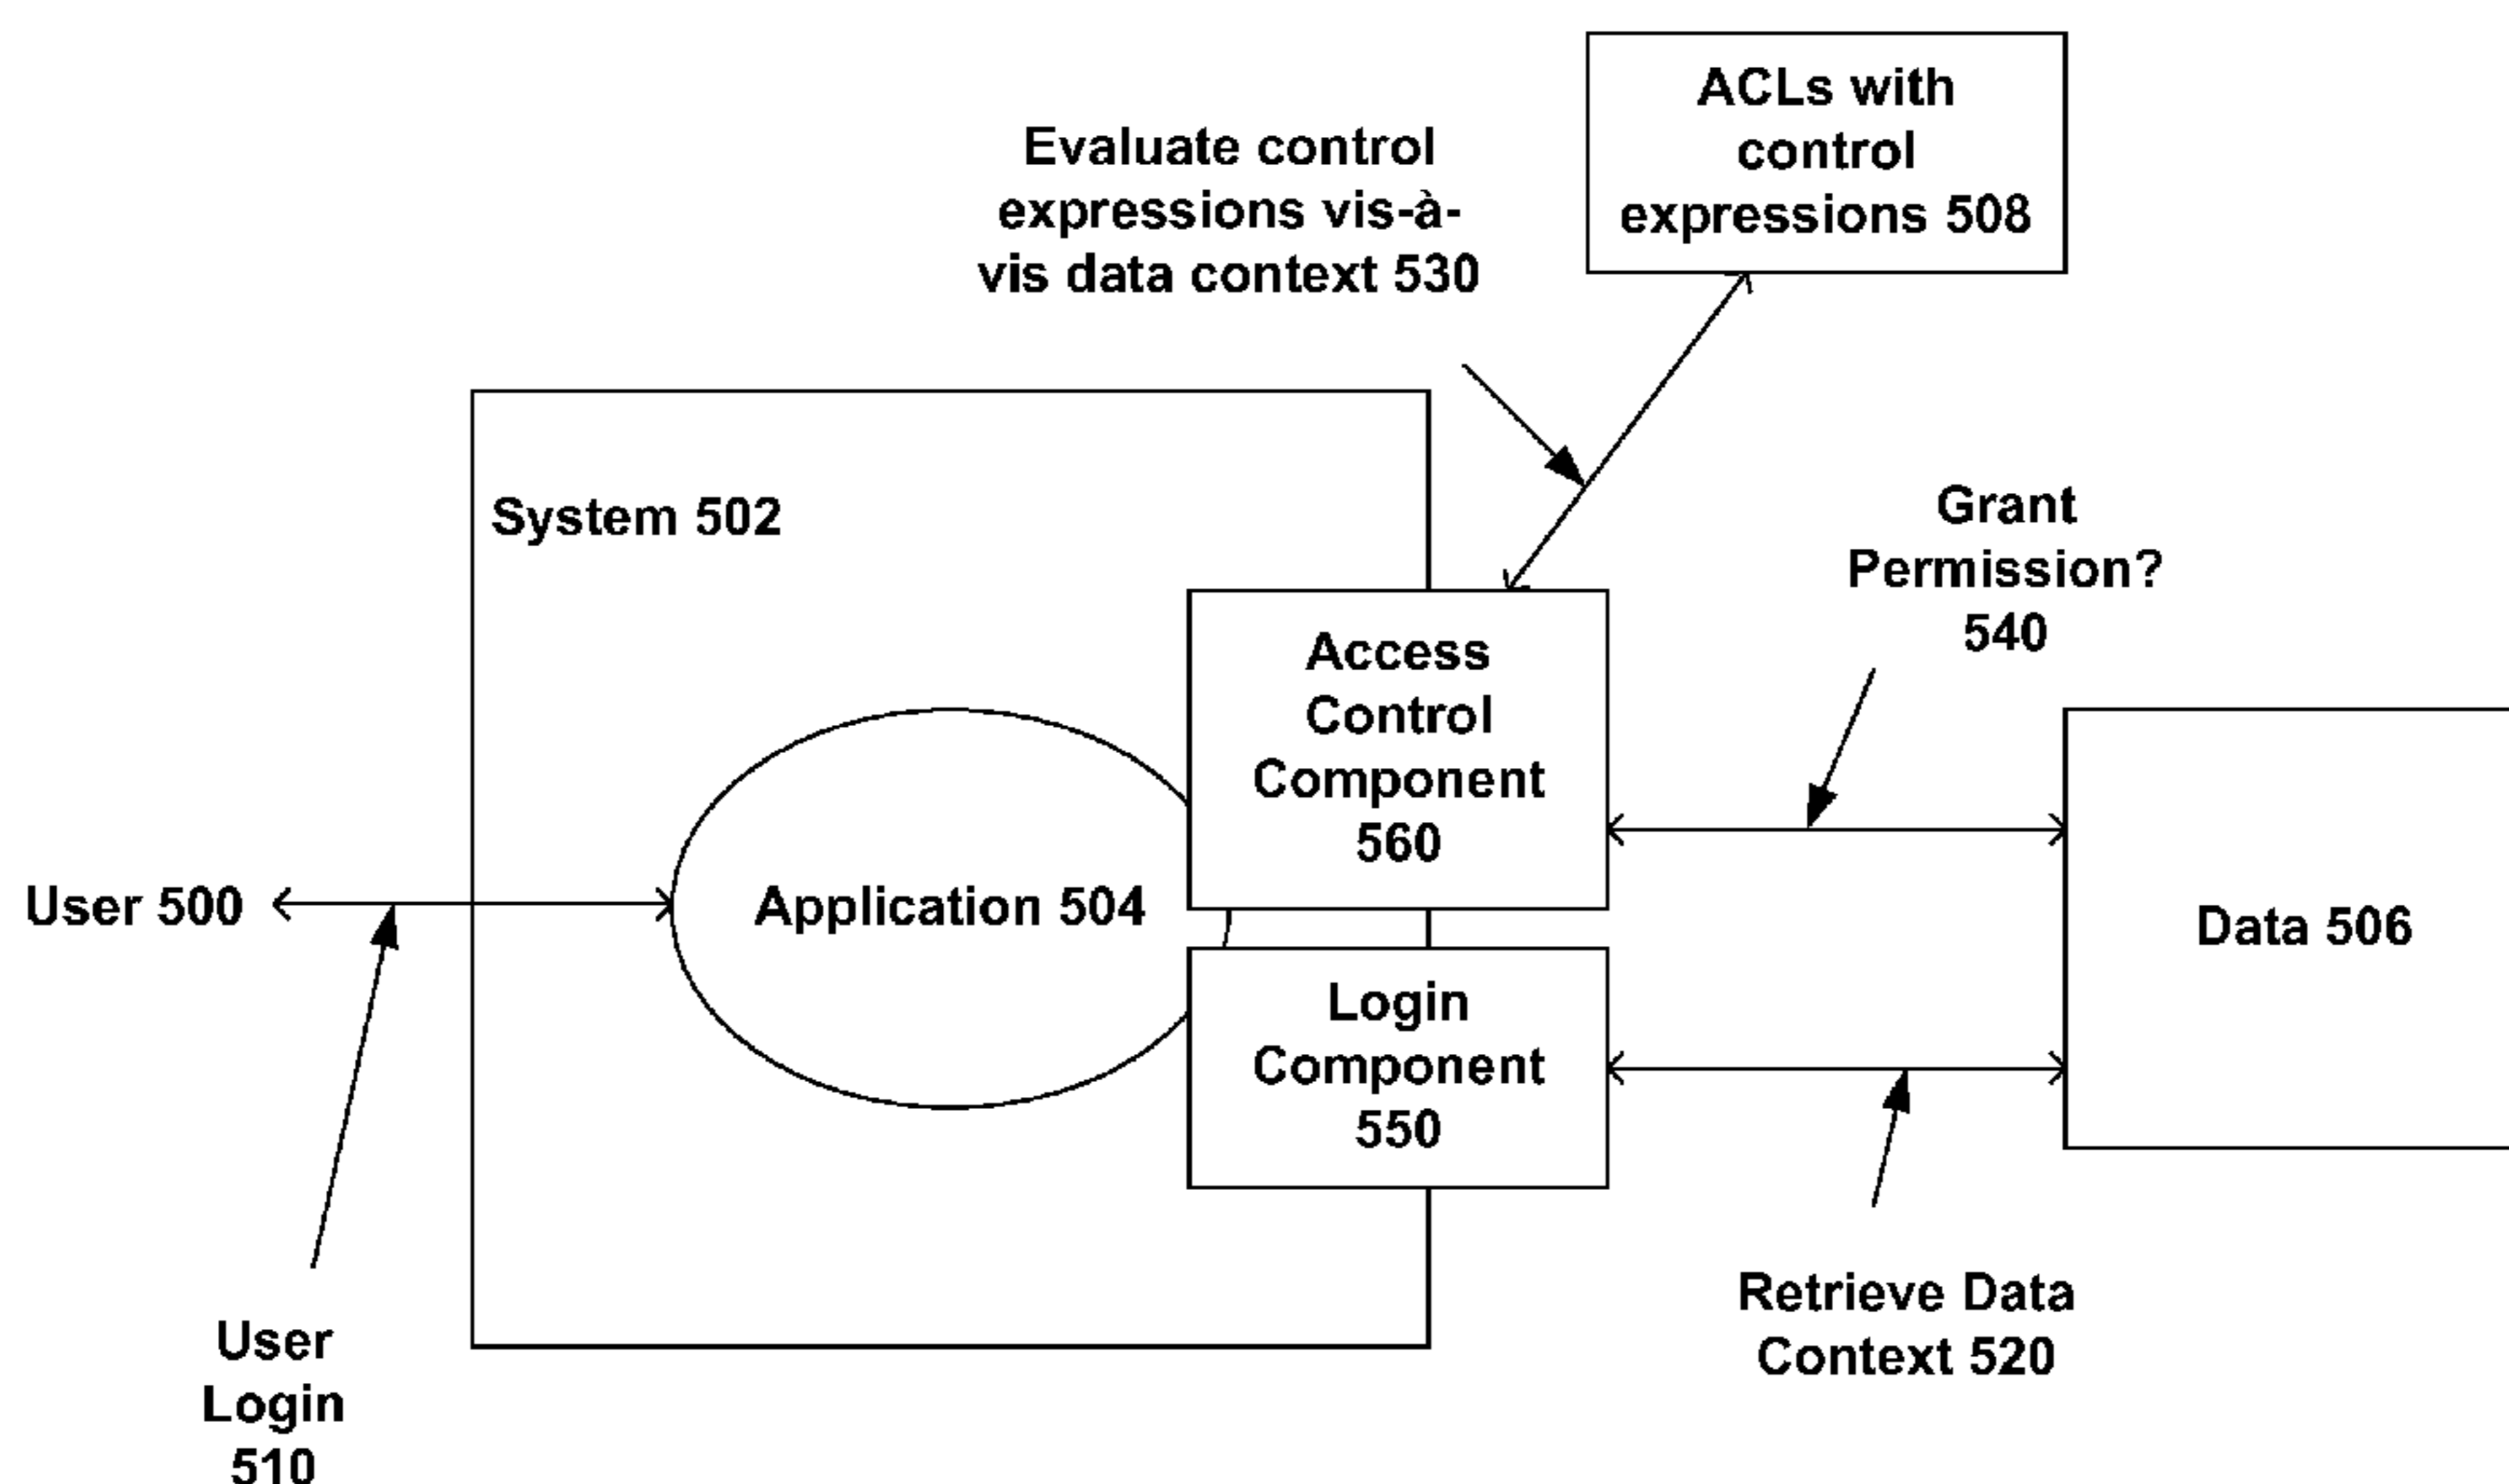 ACLs with
control
expressions 508
Evaluate control
expressions vis-à-
vis data context 530
System 502
Grant
Permission?
540
Access
Control
Component
560
User 500
Application 504
Data 506
Login
Component
550
Retrieve Data
Context 520
User
Login
510